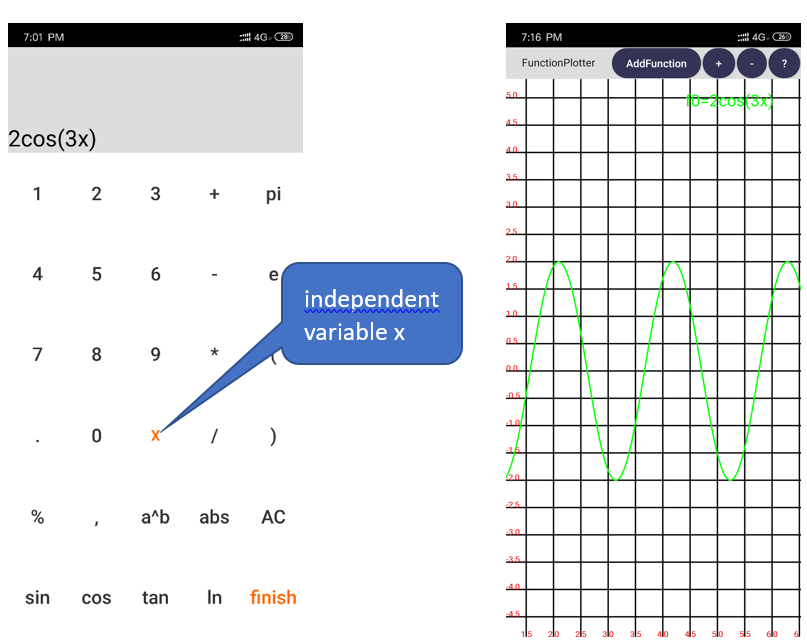 7:01 PM
4G
28
2cos(3x)
1 2 3 + pi
4 5 6 - e
7 8 9 * (
. 0 x / )
% , a^b abs AC
sin cos tan ln finish
independent
variable x
7:16 PM
4G
26
FunctionPlotter AddFunction + - ?
f0=2cos(3x)
5.0
4.5
4.0
3.5
3.0
2.5
2.0
1.5
1.0
0.5
0.0
-0.5
-1.0
-1.5
-2.0
-2.5
-3.0
-3.5
-4.0
-4.5
1.5 2.0 2.5 3.0 3.5 4.0 4.5 5.0 5.5 6.0